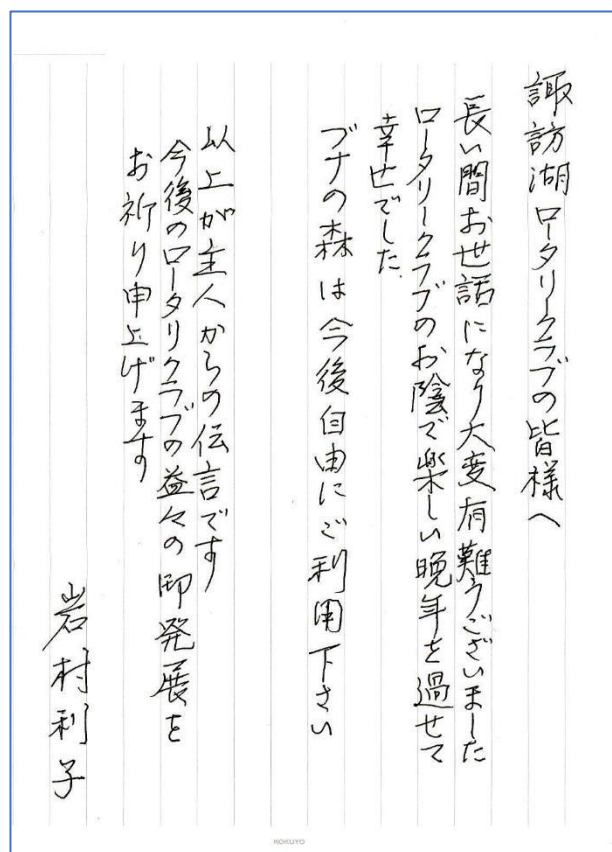 諏訪湖ロータリークラブの皆様へ
長い間お世話になり大変有難うございました
ロータリークラブのお陰で楽しい晩年を過せて
幸せでした.
ブナの森は今後自由にご利用下さい
以上が主人からの伝言です
今後のロータリクラブの益々の御発展を
お祈り申上げます
岩村利子
KOKUYO